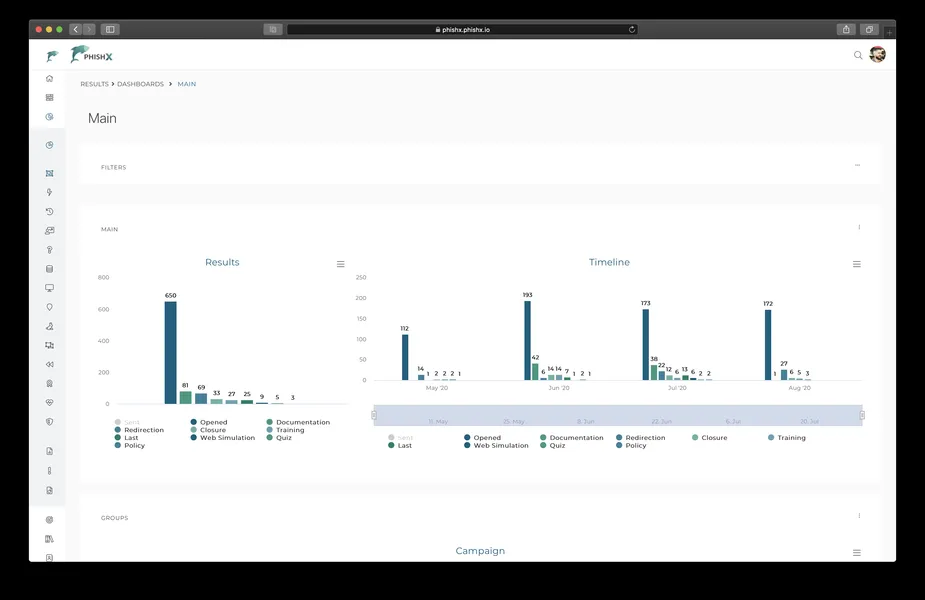 phishx.phishx.io
PHISHX
RESULTS DASHBOARDS MAIN
Main
FILTERS
MAIN
Results
800
600
400
200
0
650
81
69
33
27
25
9
5
3
Sent
Opened
Documentation
Redirection
Closure
Training
Last
Web Simulation
Quiz
Policy
Timeline
250
200
150
100
50
0
112
14
1
2
2
2
1
193
42
6
14
14
7
1
2
1
173
38
22
12
6
13
6
2
2
172
1
27
6
5
3
May '20
Jun '20
Jul '20
Aug '20
11. May
25. May
8. Jun
22. Jun
6. Jul
20. Jul
Sent
Opened
Documentation
Redirection
Closure
Training
Last
Web Simulation
Quiz
Policy
GROUPS
Campaign